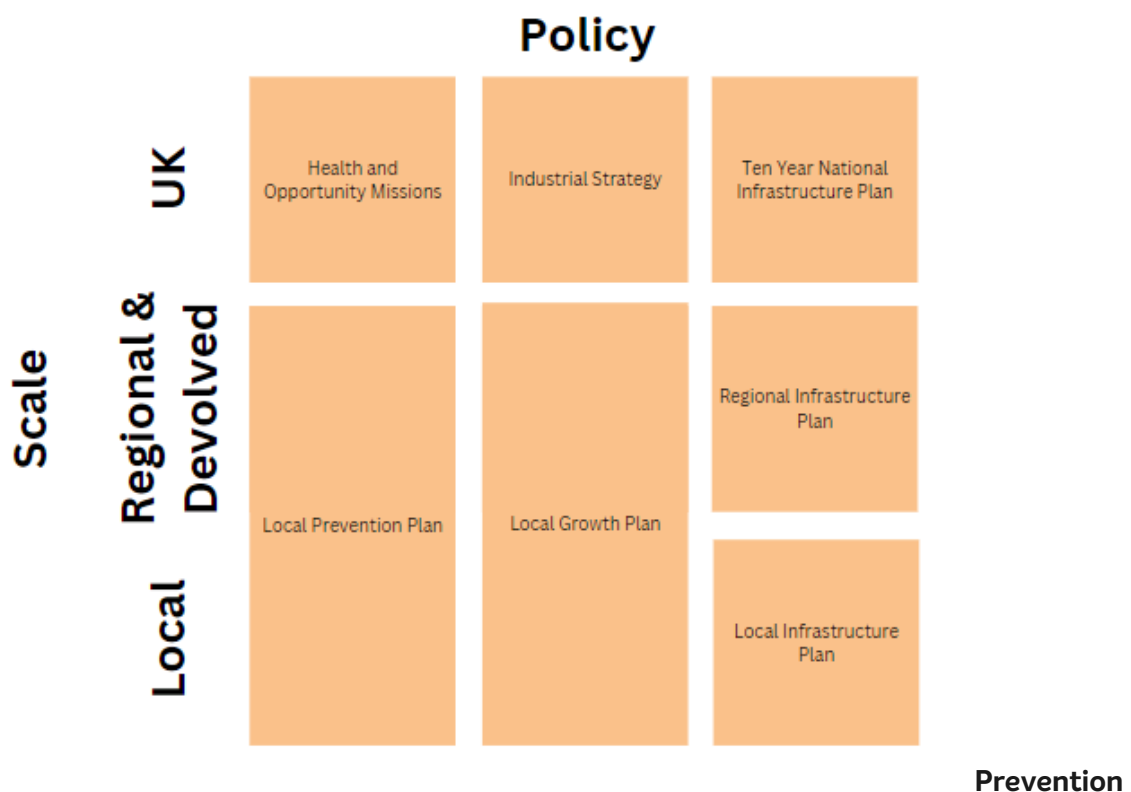 Policy
UK
Health and
Opportunity Missions
Industrial Strategy
Ten Year National
Infrastructure Plan
Scale
Regional &
Devolved
Regional Infrastructure
Plan
Local Prevention Plan
Local Growth Plan
Local
Local Infrastructure
Plan
Prevention